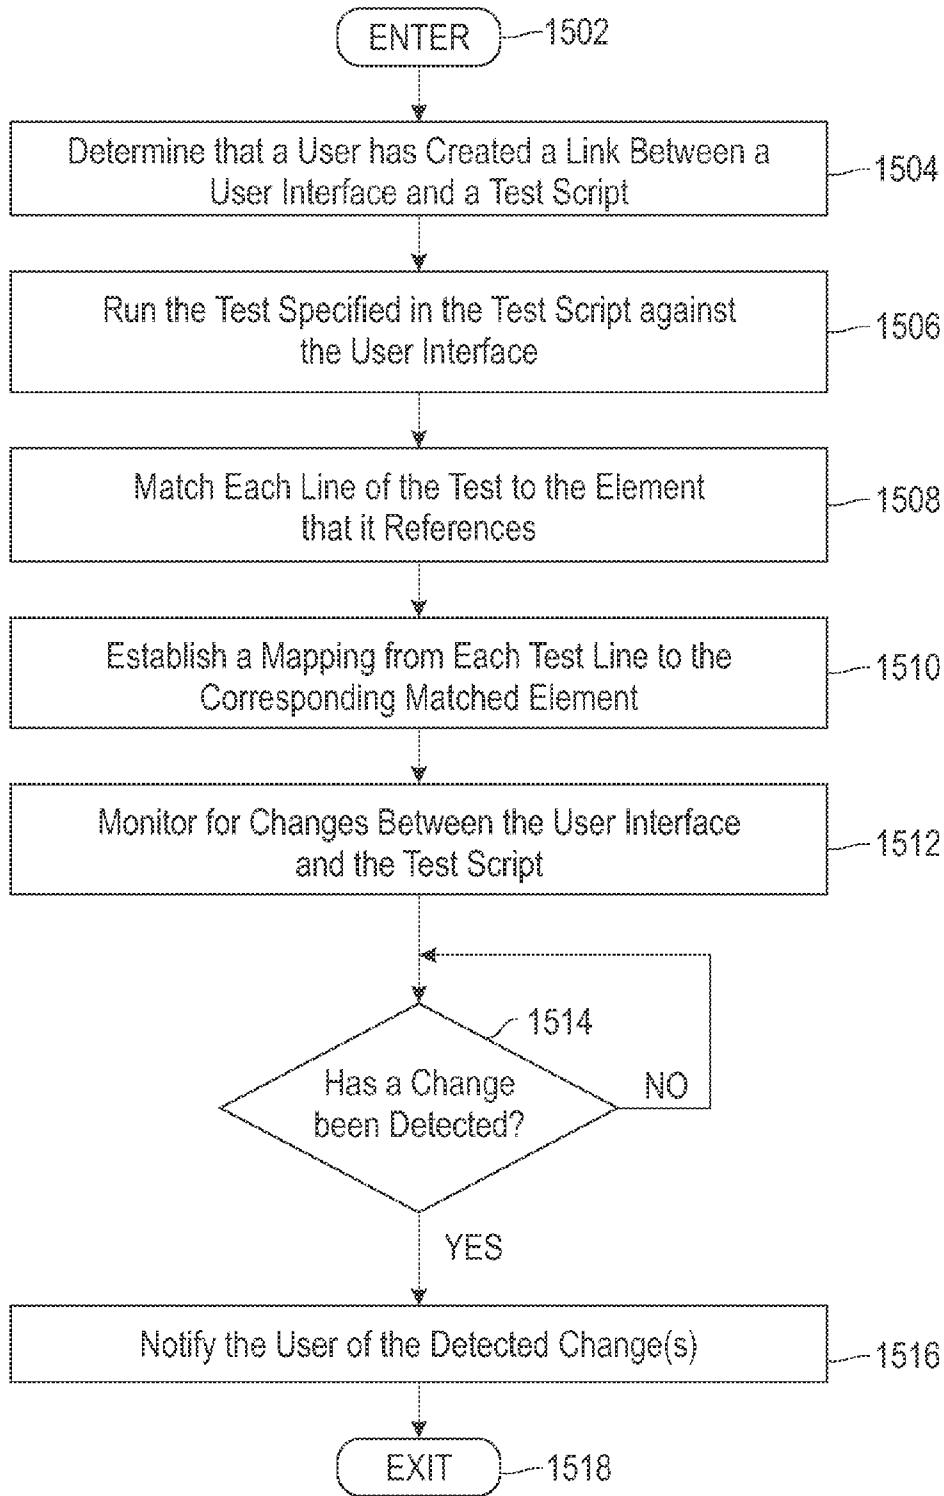 ENTER
1502
Determine that a User has Created a Link Between a
User Interface and a Test Script
1504
Run the Test Specified in the Test Script against
the User Interface
1506
Match Each Line of the Test to the Element
that it References
1508
Establish a Mapping from Each Test Line to the
Corresponding Matched Element
1510
Monitor for Changes Between the User Interface
and the Test Script
1512
1514
Has a Change
been Detected?
NO
YES
Notify the User of the Detected Change(s)
1516
EXIT
1518